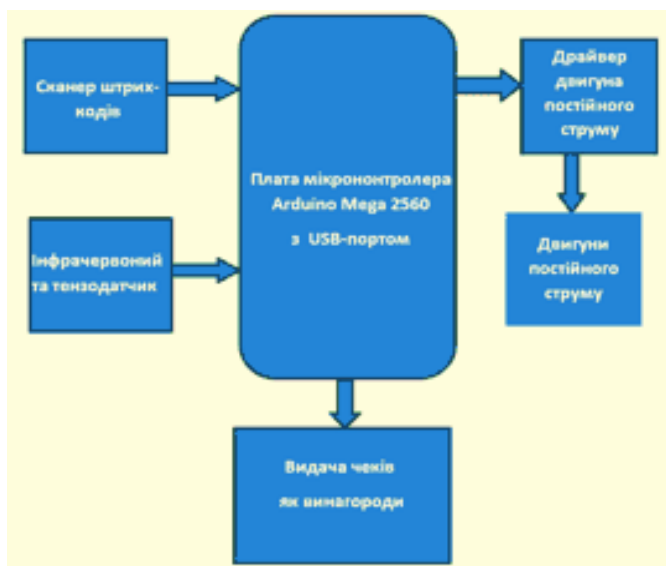 Сканер штрих-
кодів
Інфрачервоний
та тензодатчик
Плата мікрононтролера
Arduino Mega 2560
з USB-портом
Драйвер
двигуна
постійного
струму
Двигуни
постійного
струму
Видача чеків
як винагороди